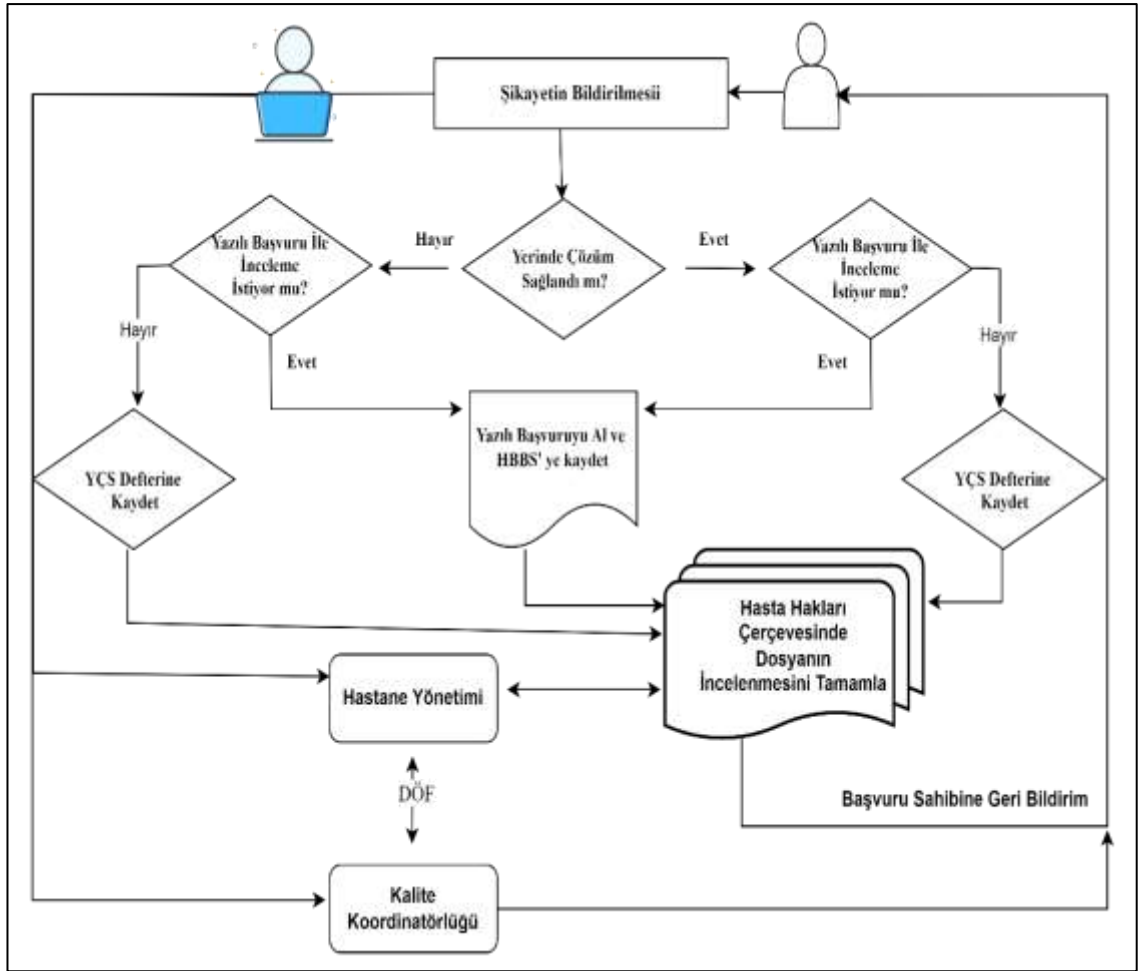 Şikayetin Bildirilmesii
Yazılı Başvuru İle
İnceleme
İstiyor mu?
Hayır
Yerinde Çözüm
Sağlandı mı?
Evet
Yazılı Başvuru İle
İnceleme
İstiyor mu?
Hayır
Evet
Evet
Hayır
YÇS Defterine
Kaydet
Yazılı Başvuruyu Al ve
HBBS' ye kaydet
YÇS Defterine
Kaydet
Hasta Hakları
Çerçevesinde
Dosyanın
İncelenmesini Tamamla
Hastane Yönetimi
DÖF
Başvuru Sahibine Geri Bildirim
Kalite
Koordinatörlüğü